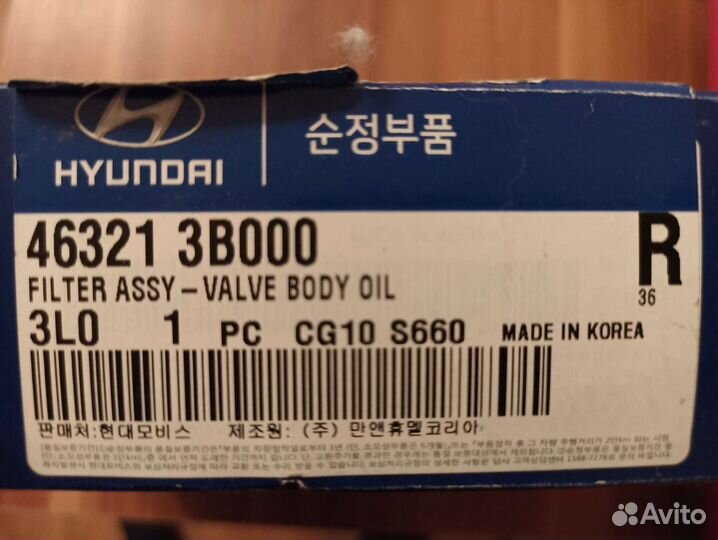 순정부품
HYUNDAI
46321 3B000
R
FILTER ASSY – VALVE BODY OIL
36
3L0 1 PC CG10 S660 MADE IN KOREA
판매처:현대모비스 제조원: (주) 만앤휴멜코리아
Avito